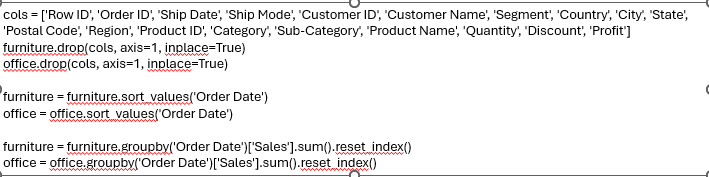 cols = ['Row ID', 'Order ID', 'Ship Date', 'Ship Mode', 'Customer ID', 'Customer Name', 'Segment', 'Country', 'City', 'State',
'Postal Code', 'Region', 'Product ID', 'Category', 'Sub-Category', 'Product Name', 'Quantity', 'Discount', 'Profit']
furniture.drop(cols, axis=1, inplace=True)
office.drop(cols, axis=1, inplace=True)

furniture = furniture.sort_values('Order Date')
office = office.sort_values('Order Date')

furniture = furniture.groupby('Order Date')['Sales'].sum().reset_index()
office = office.groupby('Order Date')['Sales'].sum().reset_index()